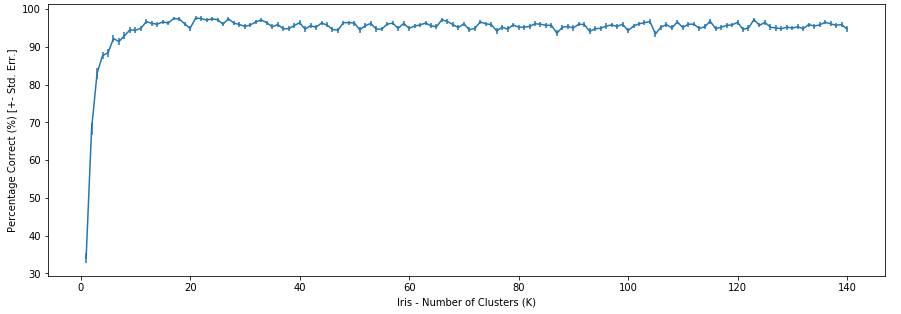 100
90
80
70
60
50
40
30
Percentage Correct (%) [+- Std. Err.]
0 20 40 60 80 100 120 140
Iris - Number of Clusters (K)